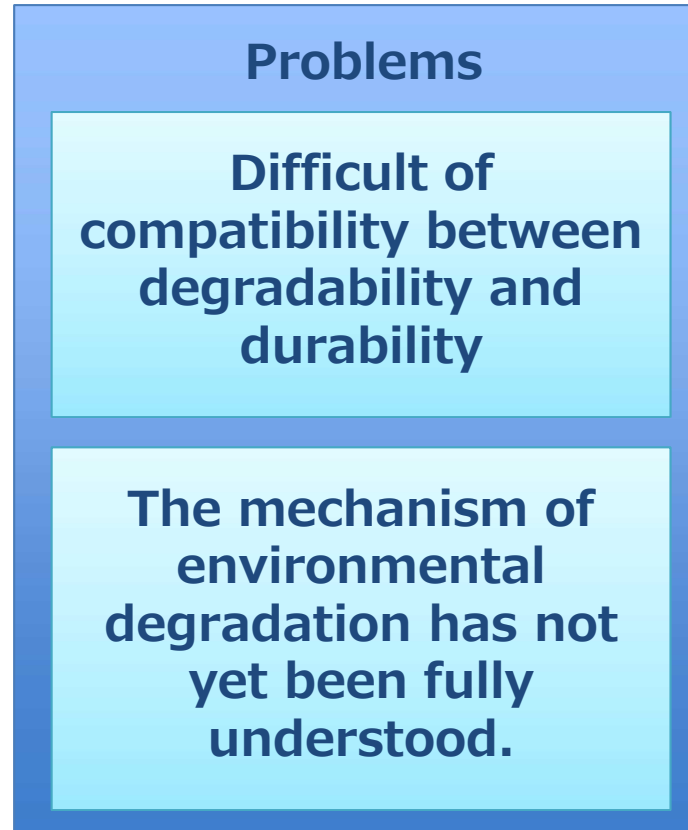 Problems
Difficult of
compatibility between
degradability and
durability
The mechanism of
environmental
degradation has not
yet been fully
understood.